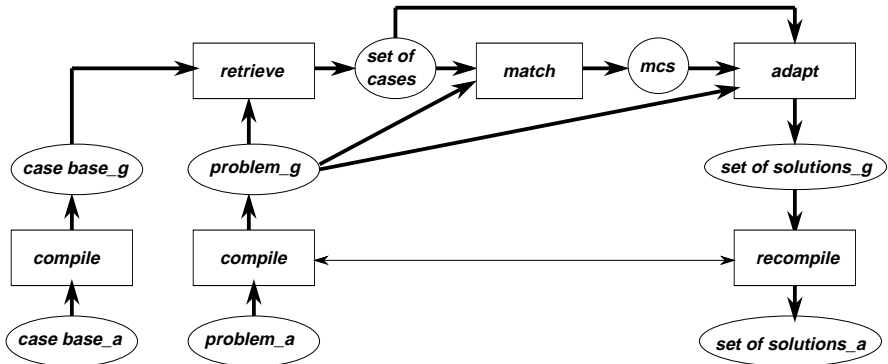 retrieve
set of
cases
match
mcs
adapt
case base_g
problem_g
set of solutions_g
compile
compile
recompile
case base_a
problem_a
set of solutions_a